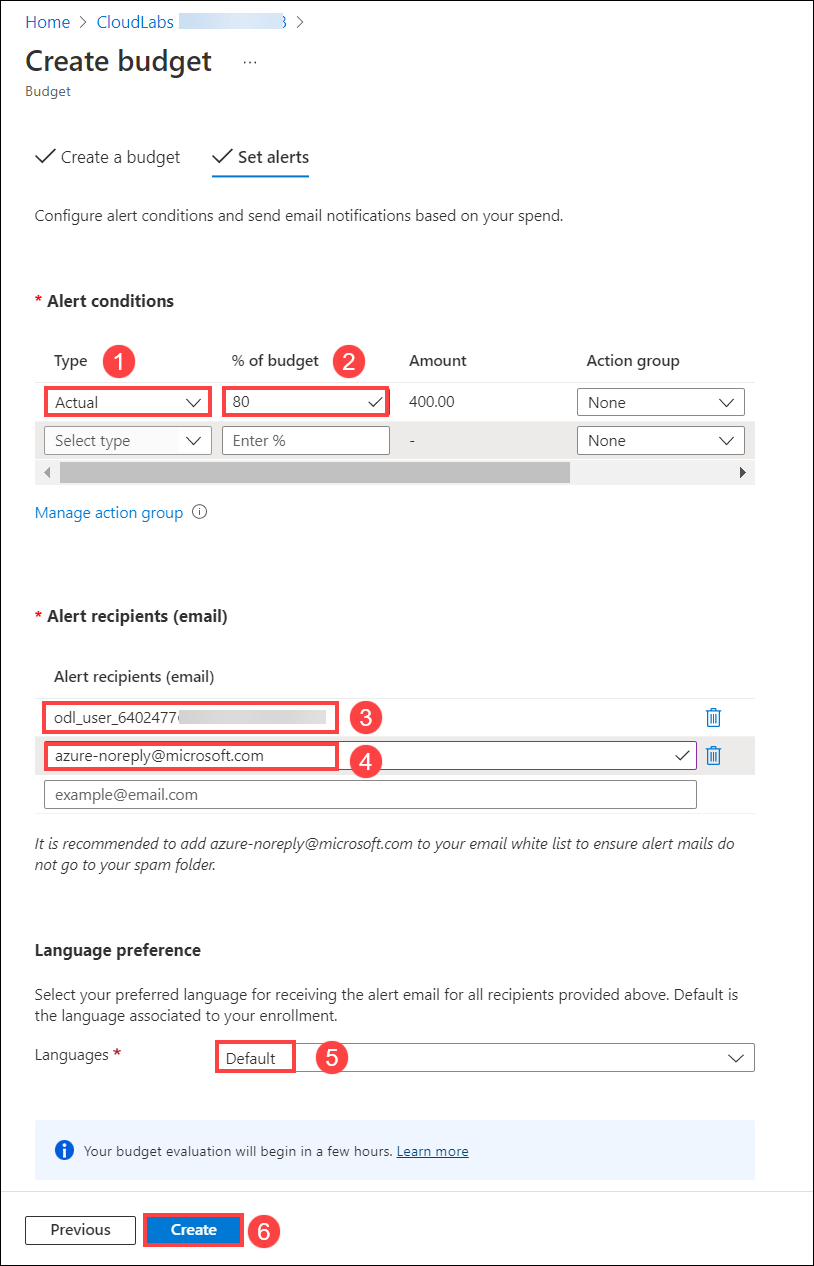 Home > CloudLabs >
Create budget ...
Budget
Create a budget Set alerts
Configure alert conditions and send email notifications based on your spend.
* Alert conditions
Type 1 % of budget 2 Amount Action group
Actual 80 400.00 None
Select type Enter % - None
Manage action group
* Alert recipients (email)
Alert recipients (email)
odl_user_6402477 3
azure-noreply@microsoft.com 4
example@email.com
It is recommended to add azure-noreply@microsoft.com to your email white list to ensure alert mails do
not go to your spam folder.
Language preference
Select your preferred language for receiving the alert email for all recipients provided above. Default is
the language associated to your enrollment.
Languages * Default 5
Your budget evaluation will begin in a few hours. Learn more
Previous Create 6